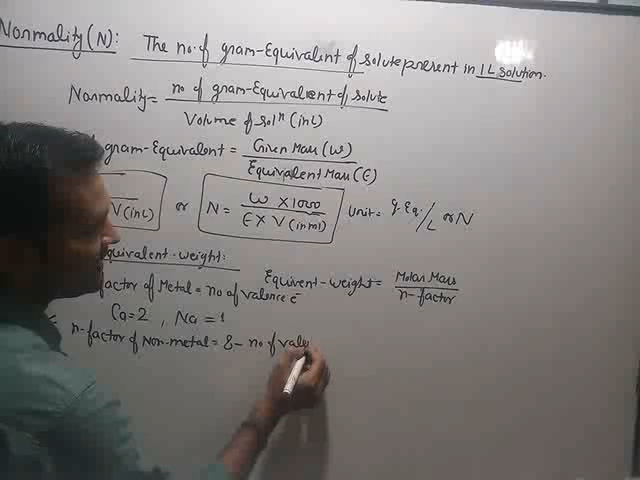 Normality(N): The no. of gram-Equivalent of solute present in 1L solution.
Normality = no of gram-Equivalent of solute / Volume of solⁿ (in L)
gram-Equivalent = Given Mass (W) / Equivalent Mass (E)
V(in L) or N = W X 1000 / E X V (in ml) Unit = g.Eq./L or N
quivalent-weight:
factor of Metal = no of valence e̅ Equivent-weight = Molar Mass / n-factor
Ca=2, Na=1
n-factor of Non-metal = 8- no of vale